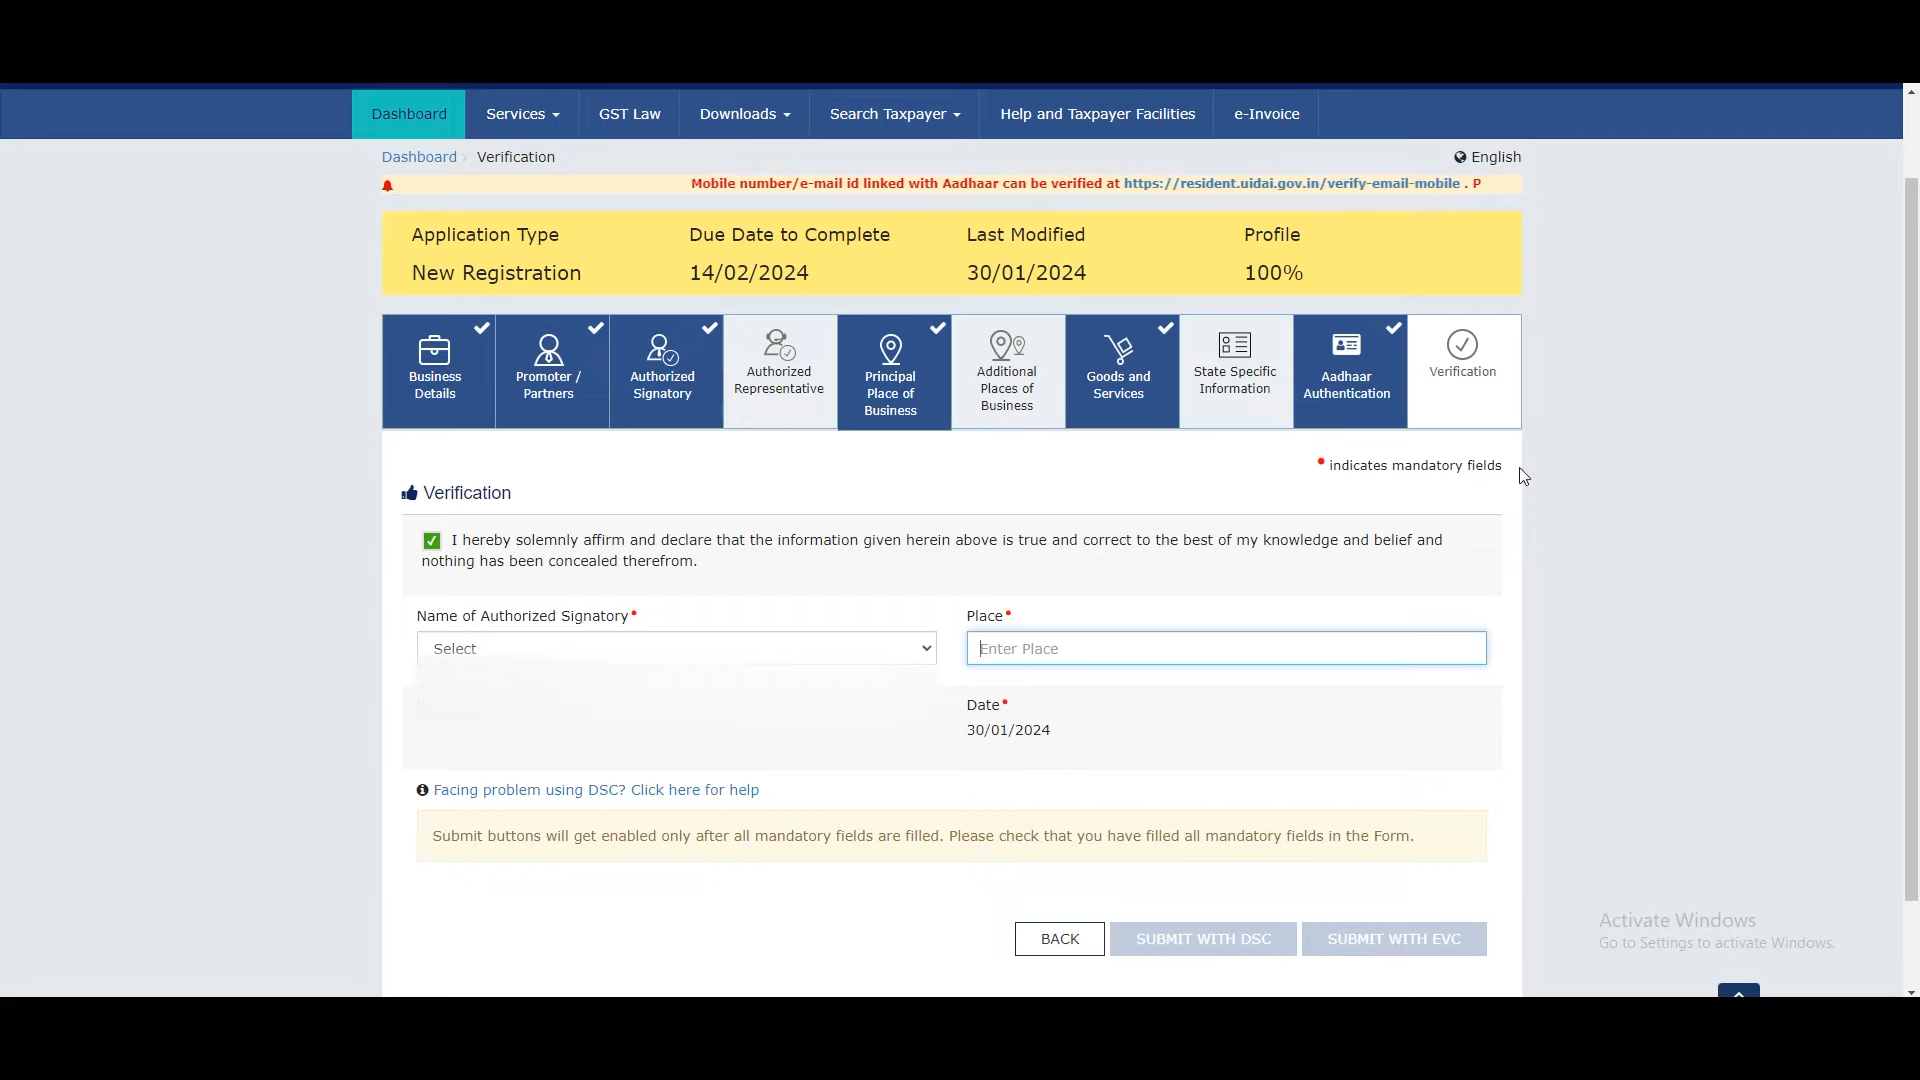 Dashboard Services GST Law Downloads Search Taxpayer Help and Taxpayer Facilities e-Invoice
Dashboard Verification English
Mobile number/e-mail id linked with Aadhaar can be verified at https://resident.uidai.gov.in/verify-email-mobile . P
Application Type Due Date to Complete Last Modified Profile
New Registration 14/02/2024 30/01/2024 100%
Business
Details
Promoter /
Partners
Authorized
Signatory
Authorized
Representative
Principal
Place of
Business
Additional
Places of
Business
Goods and
Services
State Specific
Information
Aadhaar
Authentication
Verification
• indicates mandatory fields
Verification
I hereby solemnly affirm and declare that the information given herein above is true and correct to the best of my knowledge and belief and
nothing has been concealed therefrom.
Name of Authorized Signatory• Place•
Select Enter Place
Date•
30/01/2024
Facing problem using DSC? Click here for help
Submit buttons will get enabled only after all mandatory fields are filled. Please check that you have filled all mandatory fields in the Form.
BACK SUBMIT WITH DSC SUBMIT WITH EVC
Activate Windows
Go to Settings to activate Windows.